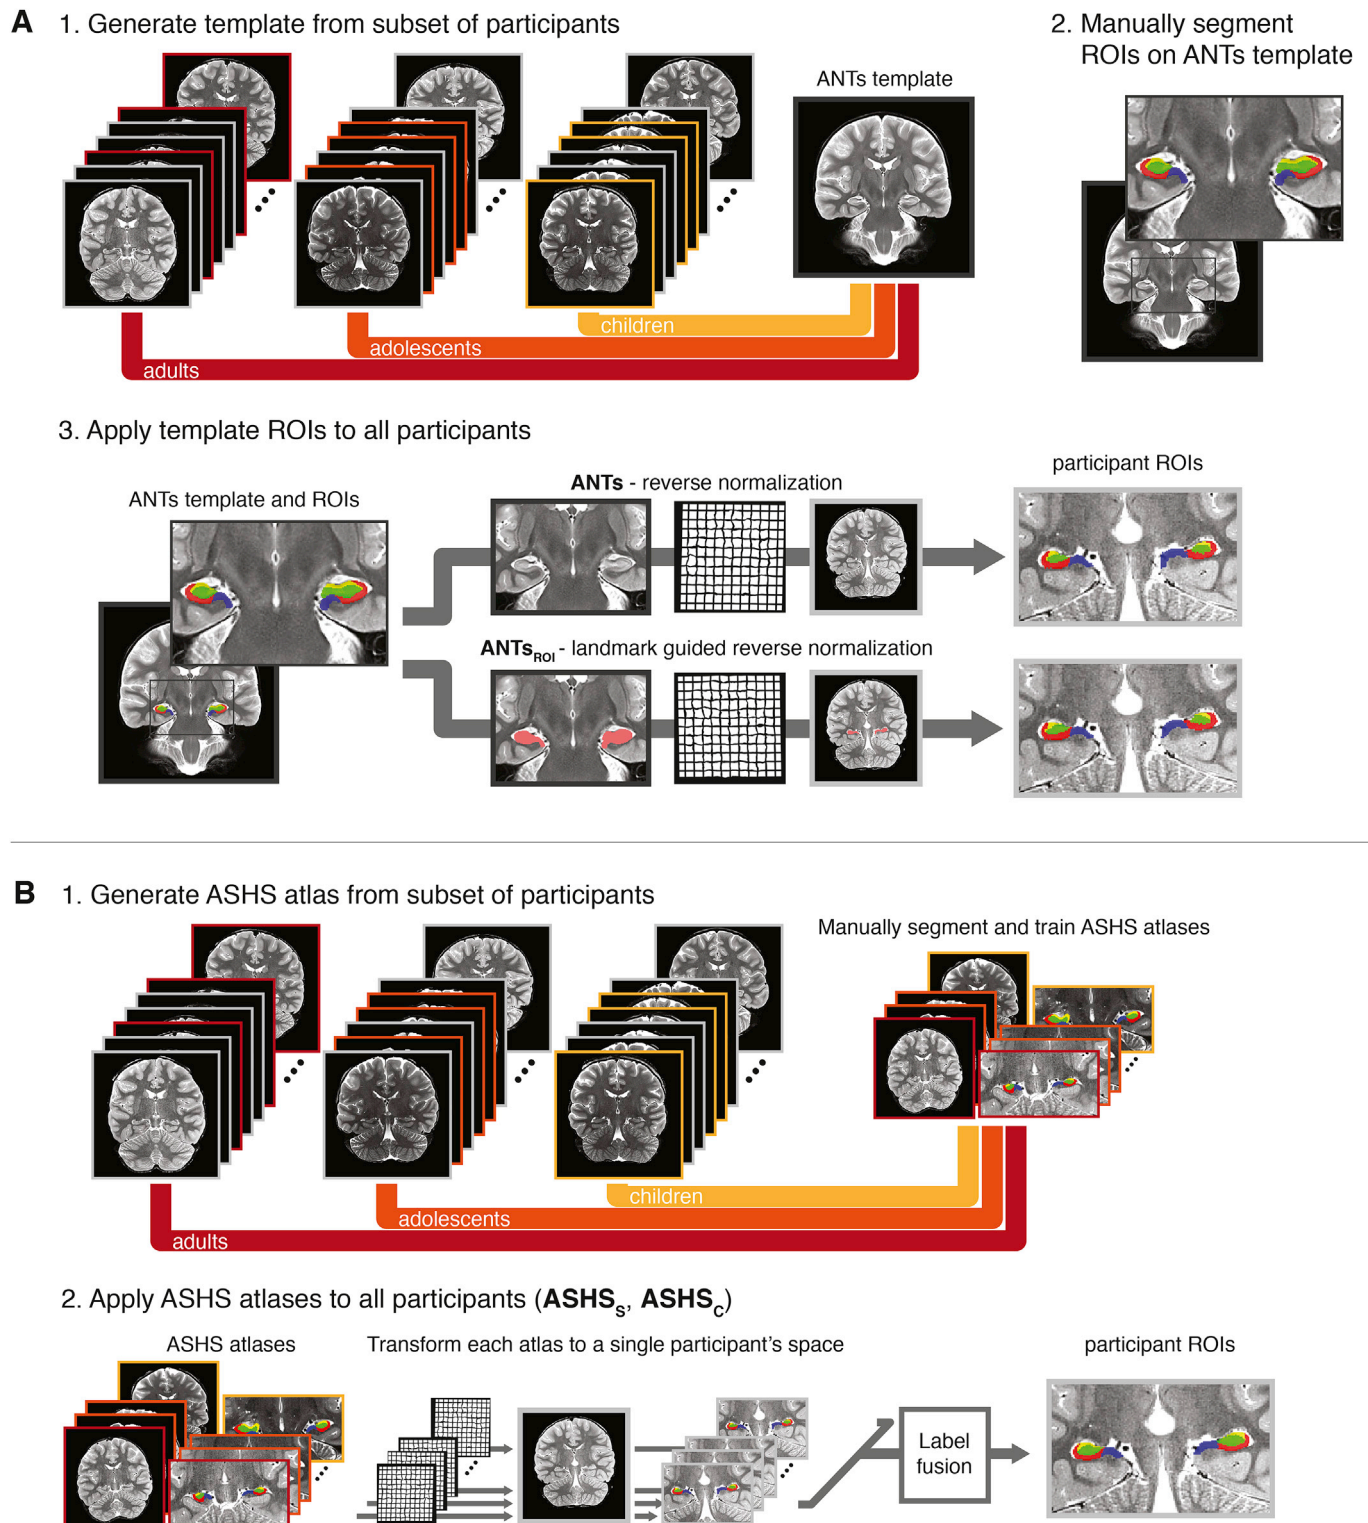 A
1. Generate template from subset of participants
2. Manually segment
ROIs on ANTs template
ANTs template
children
adolescents
adults
3. Apply template ROIs to all participants
ANTs template and ROIs
ANTs - reverse normalization
participant ROIs
ANTsROI - landmark guided reverse normalization
B
1. Generate ASHS atlas from subset of participants
Manually segment and train ASHS atlases
children
adolescents
adults
2. Apply ASHS atlases to all participants (ASHSS, ASHSC)
ASHS atlases
Transform each atlas to a single participant's space
participant ROIs
Label
fusion